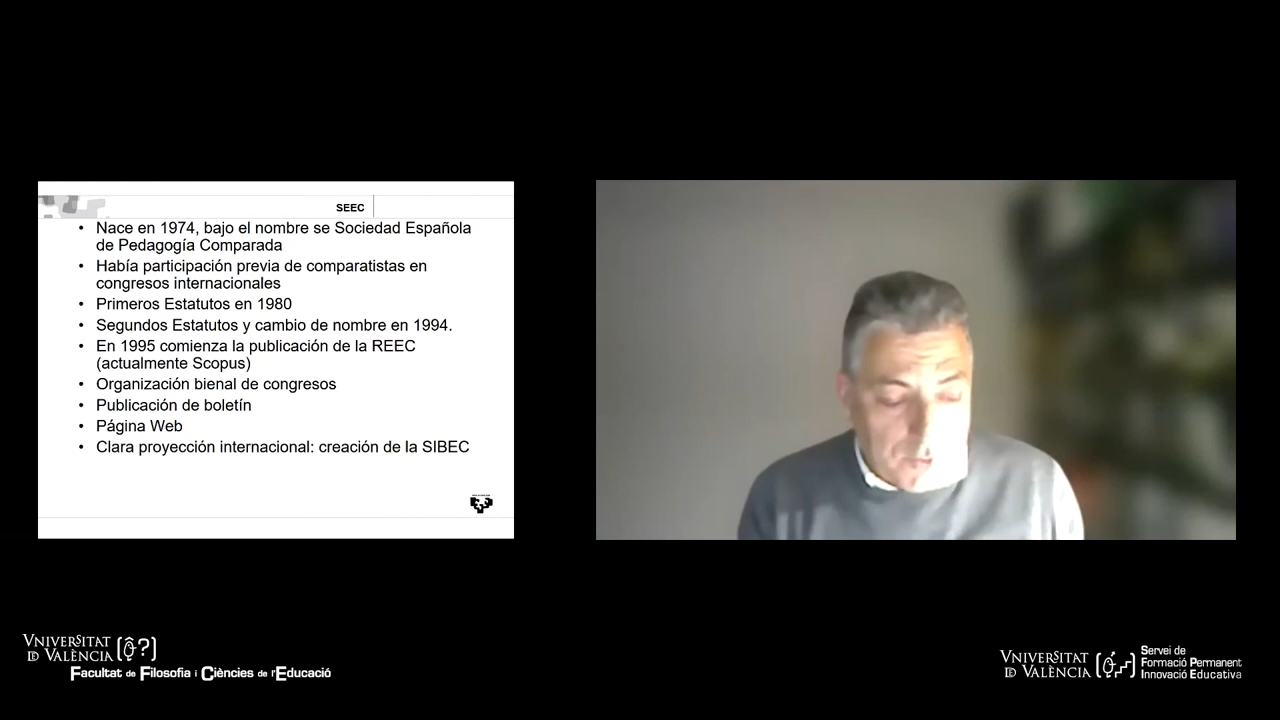 SEEC
• Nace en 1974, bajo el nombre se Sociedad Española
de Pedagogía Comparada
• Había participación previa de comparatistas en
congresos internacionales
• Primeros Estatutos en 1980
• Segundos Estatutos y cambio de nombre en 1994.
• En 1995 comienza la publicación de la REEC
(actualmente Scopus)
• Organización bienal de congresos
• Publicación de boletín
• Página Web
• Clara proyección internacional: creación de la SIBEC
VNIVERSITAT
ID VALÈNCIA
Facultat de Filosofia i Ciències de l'Educació
VNIVERSITAT
ID VALÈNCIA
Servei de
Formació Permanent
Innovació Educativa